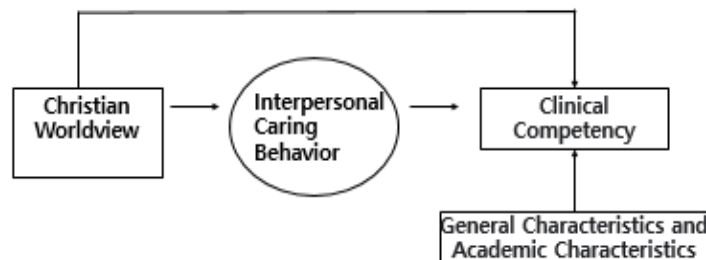 Christian
Worldview
Interpersonal
Caring
Behavior
Clinical
Competency
General Characteristics and
Academic Characteristics